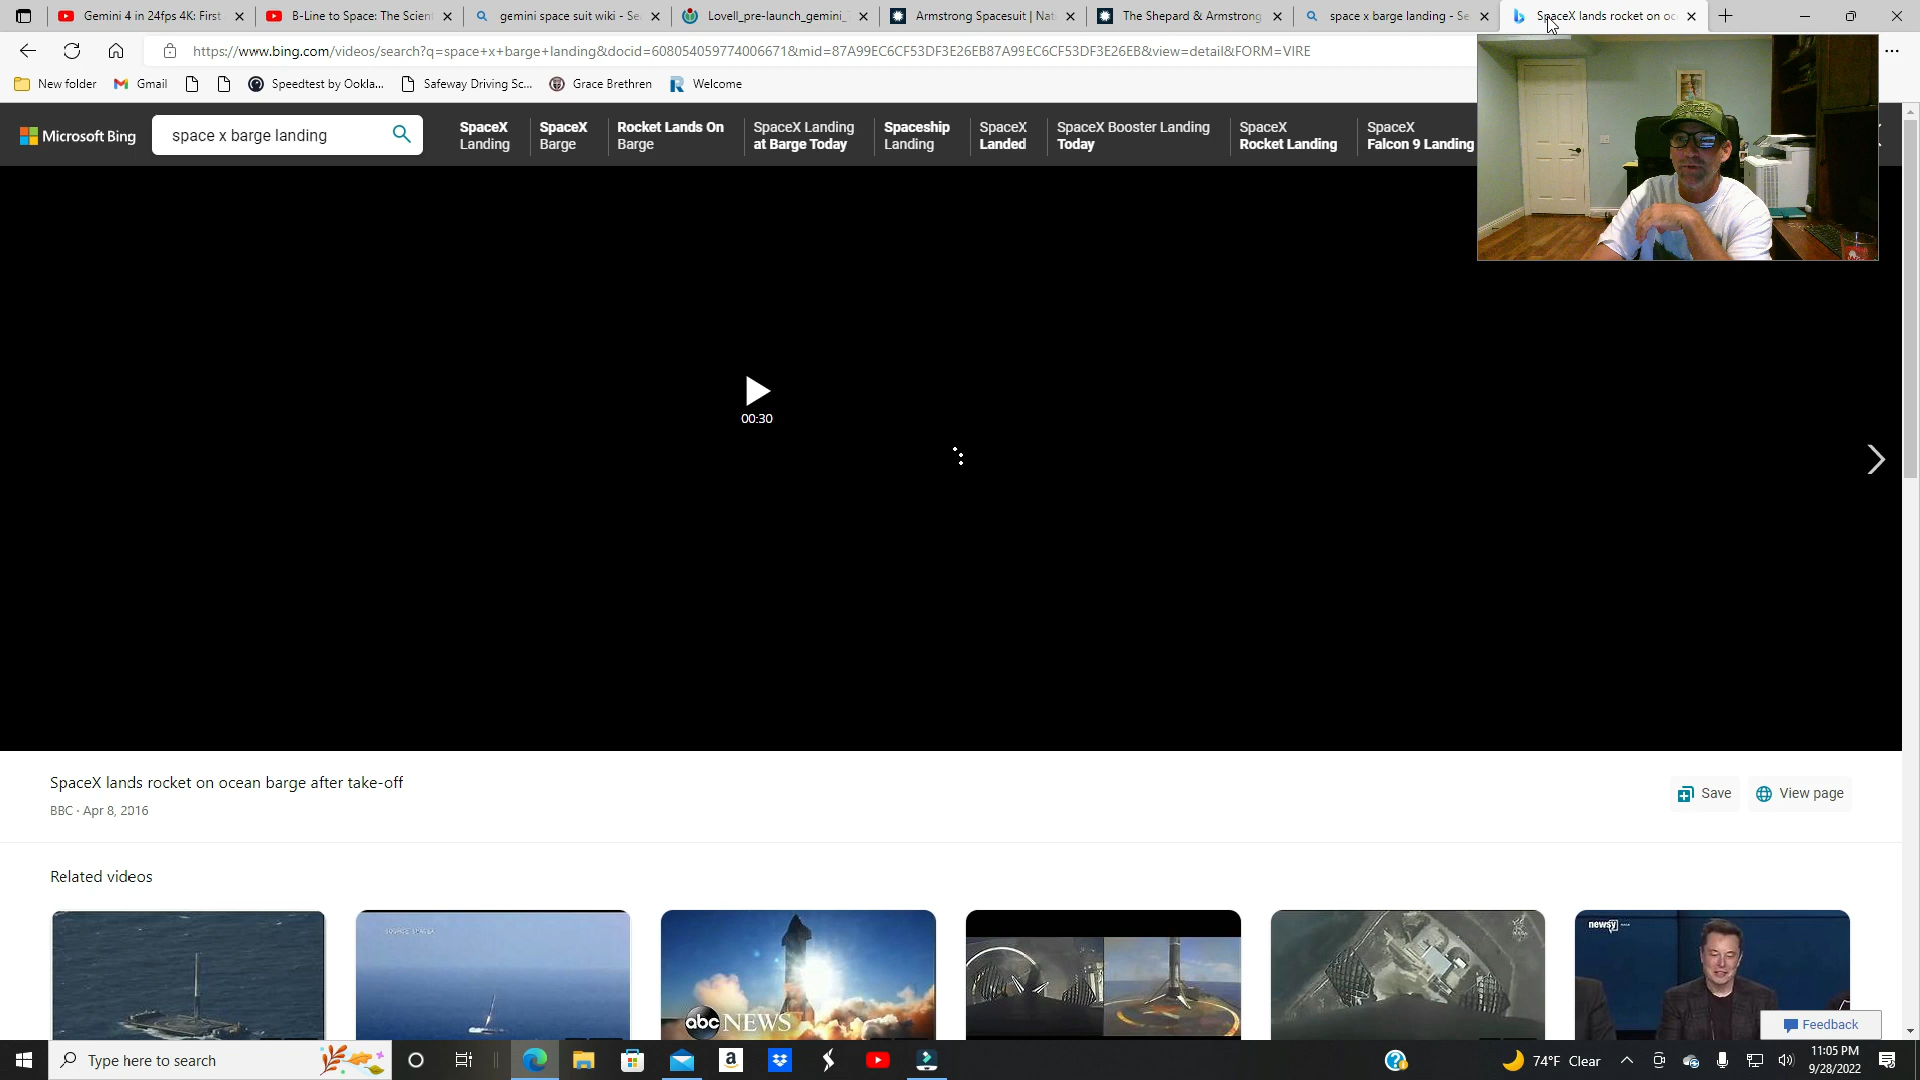 Gemini 4 in 24fps 4K: First
B-Line to Space: The Scient
gemini space suit wiki - Se
Lovell_pre-launch_gemini_
Armstrong Spacesuit | Nat
The Shepard & Armstrong
space x barge landing - Se
SpaceX lands rocket on oc
https://www.bing.com/videos/search?q=space+x+barge+landing&docid=608054059774006671&mid=87A99EC6CF53DF3E26EB87A99EC6CF53DF3E26EB&view=detail&FORM=VIRE
New folder
Gmail
Speedtest by Ookla...
Safeway Driving Sc...
Grace Brethren
Welcome
Microsoft Bing
space x barge landing
SpaceX
Landing
SpaceX
Barge
Rocket Lands On
Barge
SpaceX Landing
at Barge Today
Spaceship
Landing
SpaceX
Landed
SpaceX Booster Landing
Today
SpaceX
Rocket Landing
SpaceX
Falcon 9 Landing
00:30
SpaceX lands rocket on ocean barge after take-off
BBC · Apr 8, 2016
Save
View page
Related videos
SOURCE: SPACEX
abc NEWS
newsy
Feedback
Type here to search
74°F Clear
11:05 PM
9/28/2022